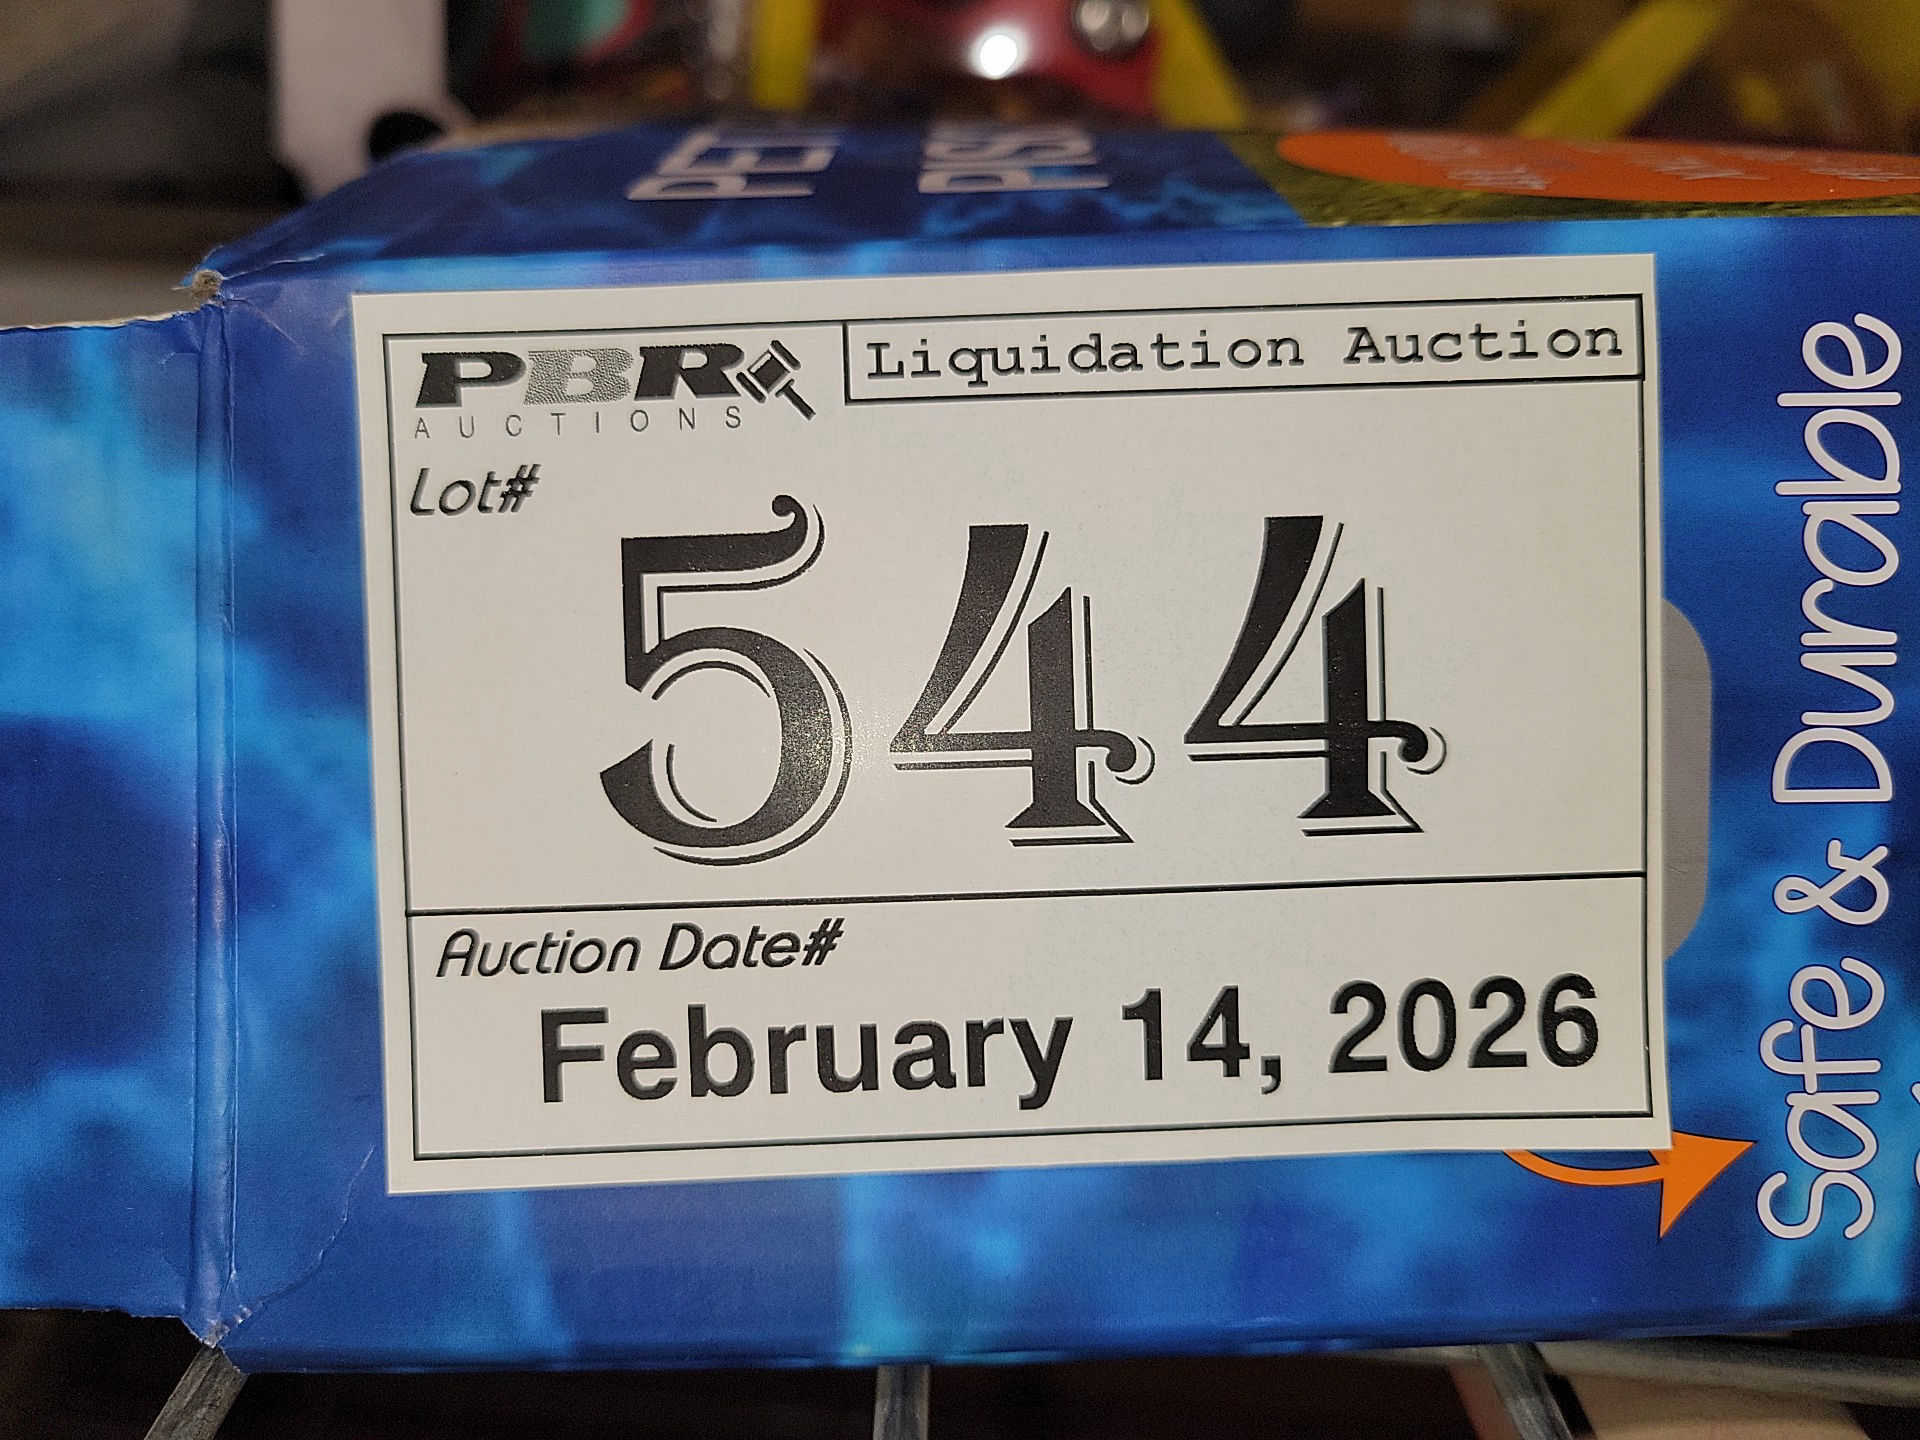 PBR
AUCTIONS
Liquidation Auction
Lot#
544
Auction Date#
February 14, 2026
Safe & Durable